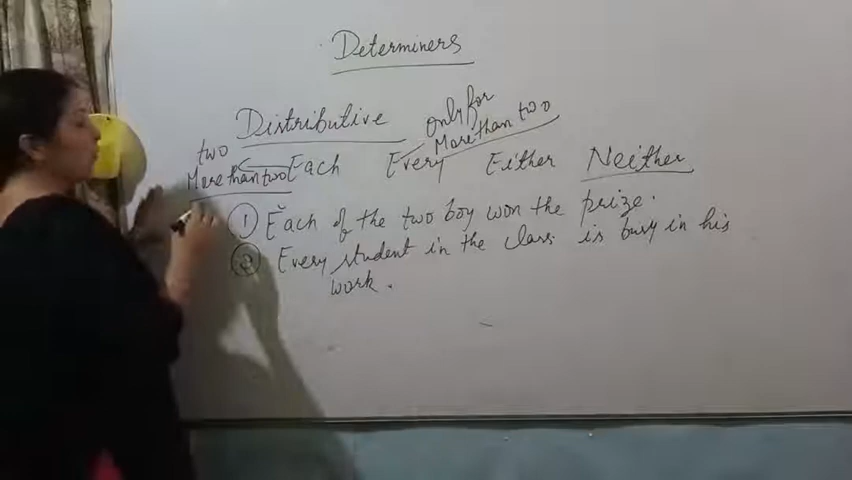 Determiners
Distributive
only for
More than two
two
More than two Each Every Either Neither
1 Each of the two boy won the prize.
2 Every student in the class is busy in his
work.